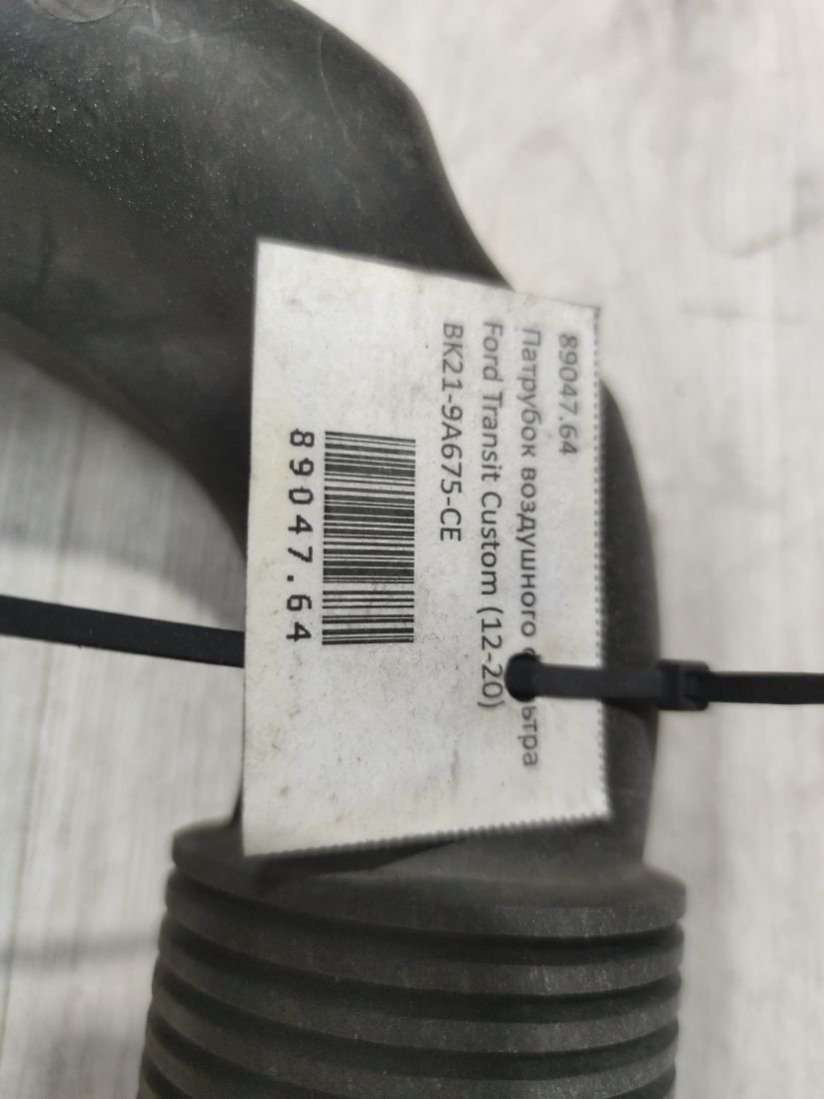 89047.64
Патрубок воздушного
Ford Transit Custom (12-20)
BK21-9A675-CE
89047.64